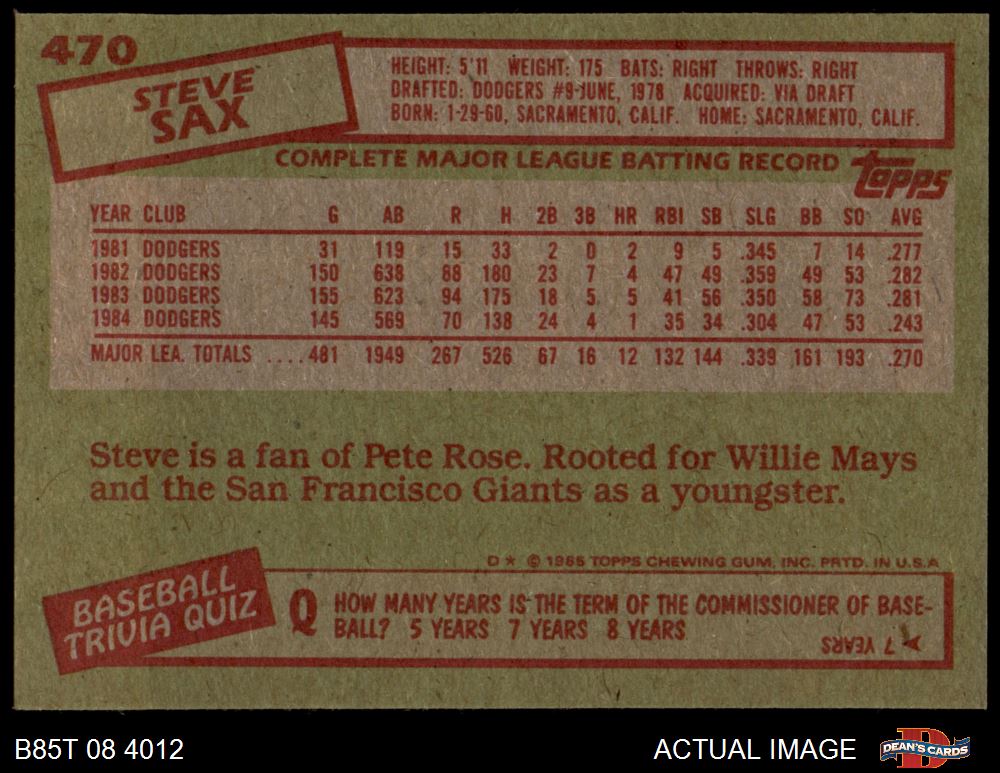 470
STEVE
SAX
HEIGHT: 5'11 WEIGHT: 175 BATS: RIGHT THROWS: RIGHT
DRAFTED: DODGERS #9-JUNE, 1978 ACQUIRED: VIA DRAFT
BORN: 1-29-60, SACRAMENTO, CALIF. HOME: SACRAMENTO, CALIF.
COMPLETE MAJOR LEAGUE BATTING RECORD
topps
YEAR CLUB G AB R H 2B 3B HR RBI SB SLG BB SO AVG
1981 DODGERS 31 119 15 33 2 0 2 9 5 .345 7 14 .277
1982 DODGERS 150 638 88 180 23 7 4 47 49 .359 49 53 .282
1983 DODGERS 155 623 94 175 18 5 5 41 56 .350 58 73 .281
1984 DODGERS 145 569 70 138 24 4 1 35 34 .304 47 53 .243
MAJOR LEA. TOTALS ....481 1949 267 526 67 16 12 132 144 .339 161 193 .270
Steve is a fan of Pete Rose. Rooted for Willie Mays
and the San Francisco Giants as a youngster.
D * © 1985 TOPPS CHEWING GUM, INC. PRTD. IN U.S.A
BASEBALL
TRIVIA QUIZ
Q HOW MANY YEARS IS THE TERM OF THE COMMISSIONER OF BASE-
BALL? 5 YEARS 7 YEARS 8 YEARS
7 YEARS
B85T 08 4012
ACTUAL IMAGE
D
DEAN'S CARDS